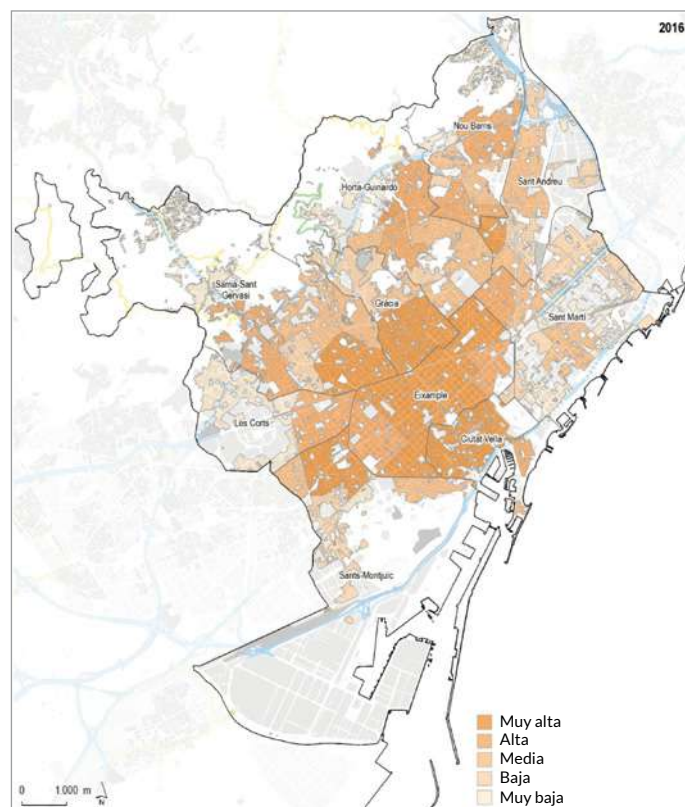 2016
Nou Barris
Horta-Guinardó
Sant Andreu
Sarrià-Sant
Gervasi
Gràcia
Sant Martí
Eixample
Les Corts
Ciutat Vella
Sants-Montjuïc
Muy alta
Alta
Media
Baja
Muy baja
0 1.000 m N